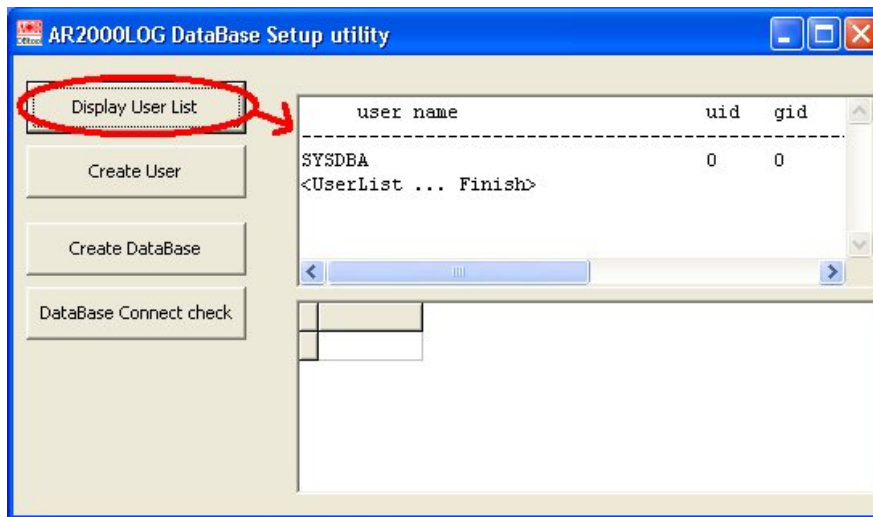 AR2000LOG DataBase Setup utility
Display User List
Create User
Create DataBase
DataBase Connect check
user name uid gid
--------------------------------------------------
SYSDBA 0 0
<UserList ... Finish>